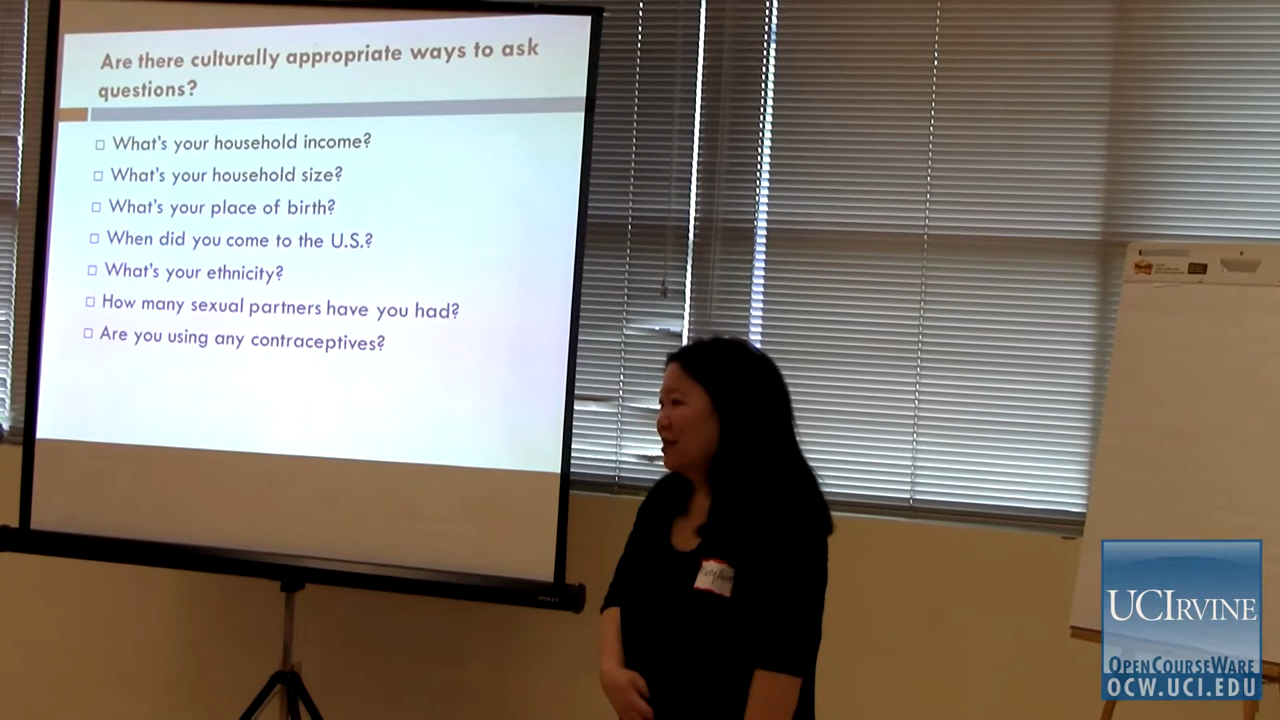 Are there culturally appropriate ways to ask
questions?
□ What's your household income?
□ What's your household size?
□ What's your place of birth?
□ When did you come to the U.S.?
□ What's your ethnicity?
□ How many sexual partners have you had?
□ Are you using any contraceptives?
UCIRVINE
OPENCOURSEWARE
OCW.UCI.EDU